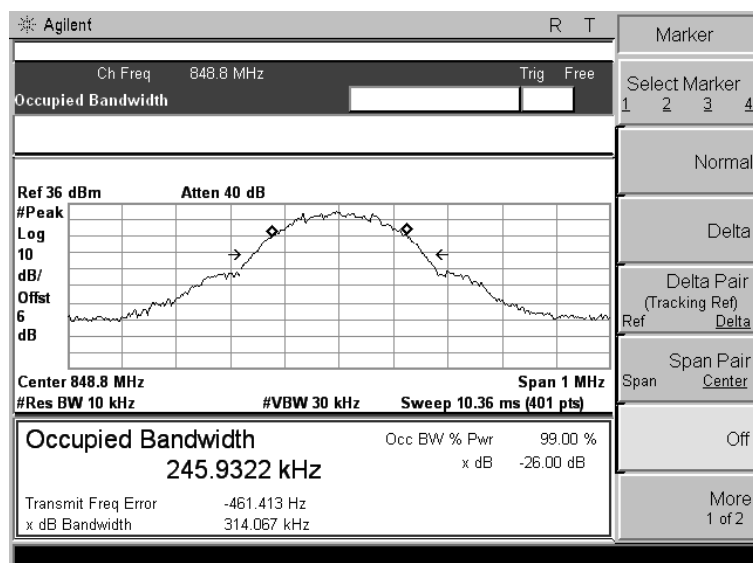 Agilent R T
Ch Freq 848.8 MHz Trig Free
Occupied Bandwidth
Ref 36 dBm Atten 40 dB
#Peak
Log
10
dB/
Offst
6
dB
Center 848.8 MHz Span 1 MHz
#Res BW 10 kHz #VBW 30 kHz Sweep 10.36 ms (401 pts)
Occupied Bandwidth
245.9322 kHz
Occ BW % Pwr 99.00 %
x dB -26.00 dB
Transmit Freq Error -461.413 Hz
x dB Bandwidth 314.067 kHz
Marker
Select Marker
1 2 3 4
Normal
Delta
Delta Pair
(Tracking Ref)
Ref Delta
Span Pair
Span Center
Off
More
1 of 2